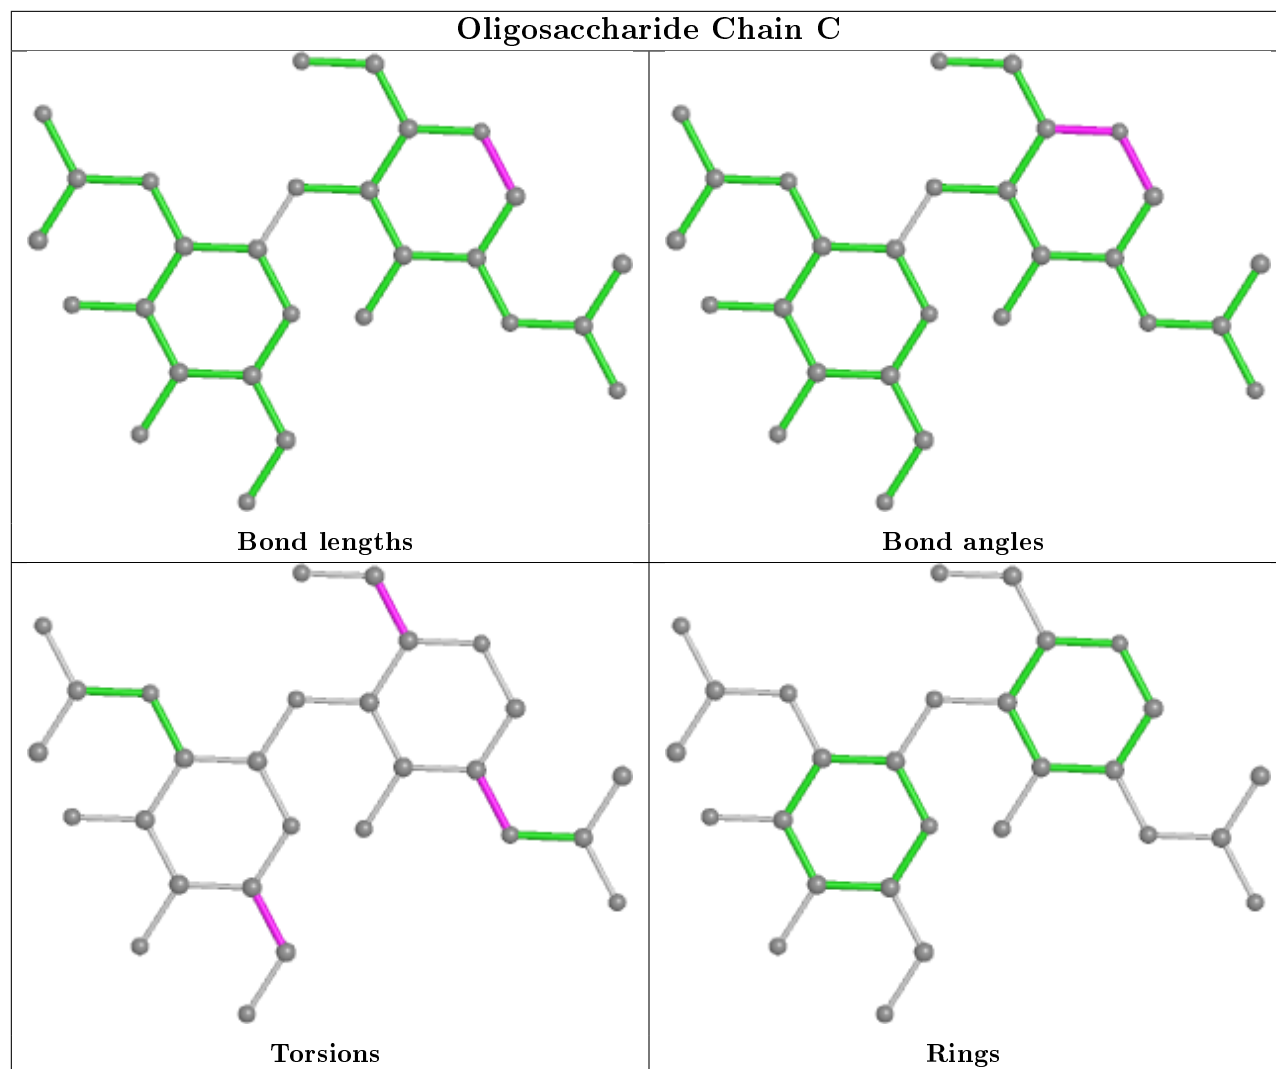 Oligosaccharide Chain C
Bond lengths
Bond angles
Torsions
Rings